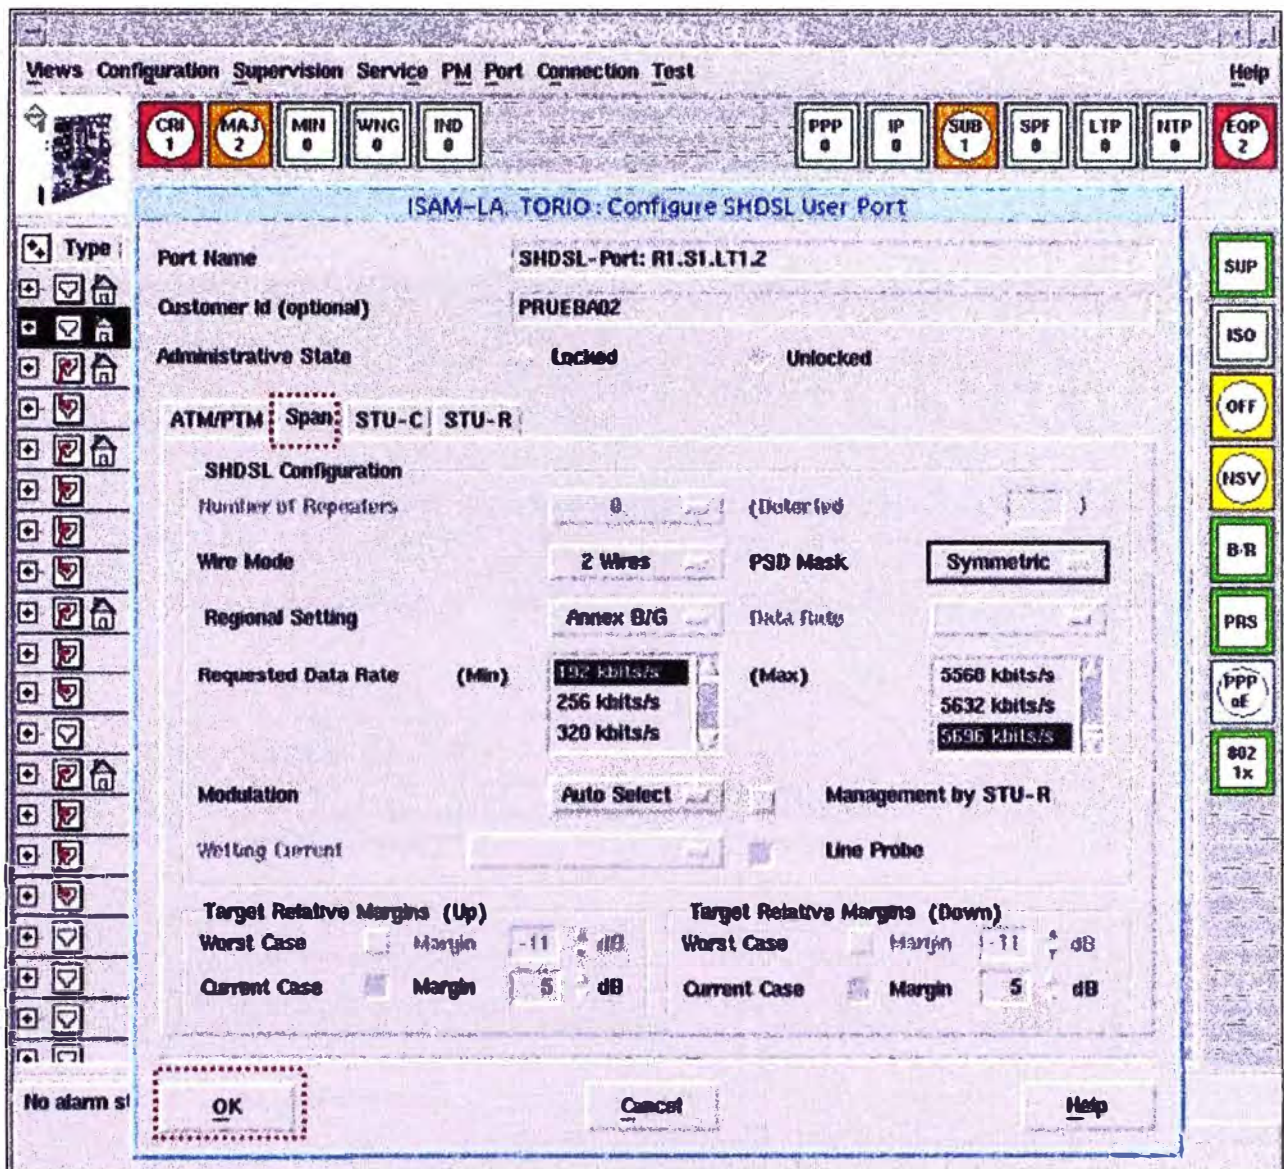 Views Configuration Supervision Service PM Port Connection Test Help
CRI 1 MAJ 2 MIN 0 WNG 0 IND 0 PPP 0 IP 0 SUB 1 SPF 0 LTP 0 NTP 0 EQP 2
ISAM-LA. TORIO : Configure SHDSL User Port
Type
Port Name SHDSL-Port: R1.S1.LT1.2
Customer Id (optional) PRUEBA02
Administrative State Locked Unlocked
ATM/PTM Span STU-C STU-R
SHDSL Configuration
Number of Repeaters 0 (Detected )
Wire Mode 2 Wires PSD Mask Symmetric
Regional Setting Annex B/G Data Rate
Requested Data Rate (Min) 192 kbits/s (Max) 5568 kbits/s
256 kbits/s 5632 kbits/s
320 kbits/s 5696 kbits/s
Modulation Auto Select Management by STU-R
Wetting Current Line Probe
Target Relative Margins (Up) Target Relative Margins (Down)
Worst Case Margin -11 dB Worst Case Margin -11 dB
Current Case Margin 5 dB Current Case Margin 5 dB
OK Cancel Help
No alarm st
SUP
ISO
OFF
NSV
B·R
PRS
PPP
oE
802
1x